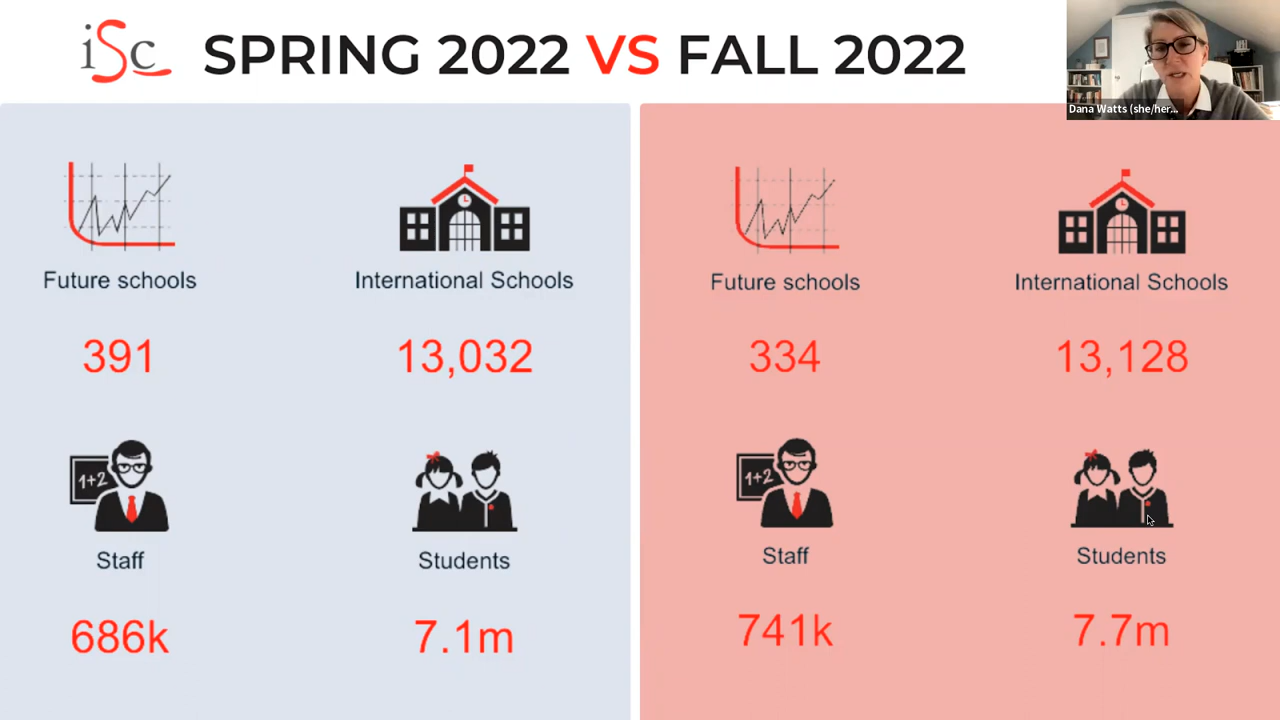 iSc SPRING 2022 VS FALL 2022
Dana Watts (she/her...
Future schools
391
International Schools
13,032
1+2
Staff
686k
Students
7.1m
Future schools
334
International Schools
13,128
1+2
Staff
741k
Students
7.7m